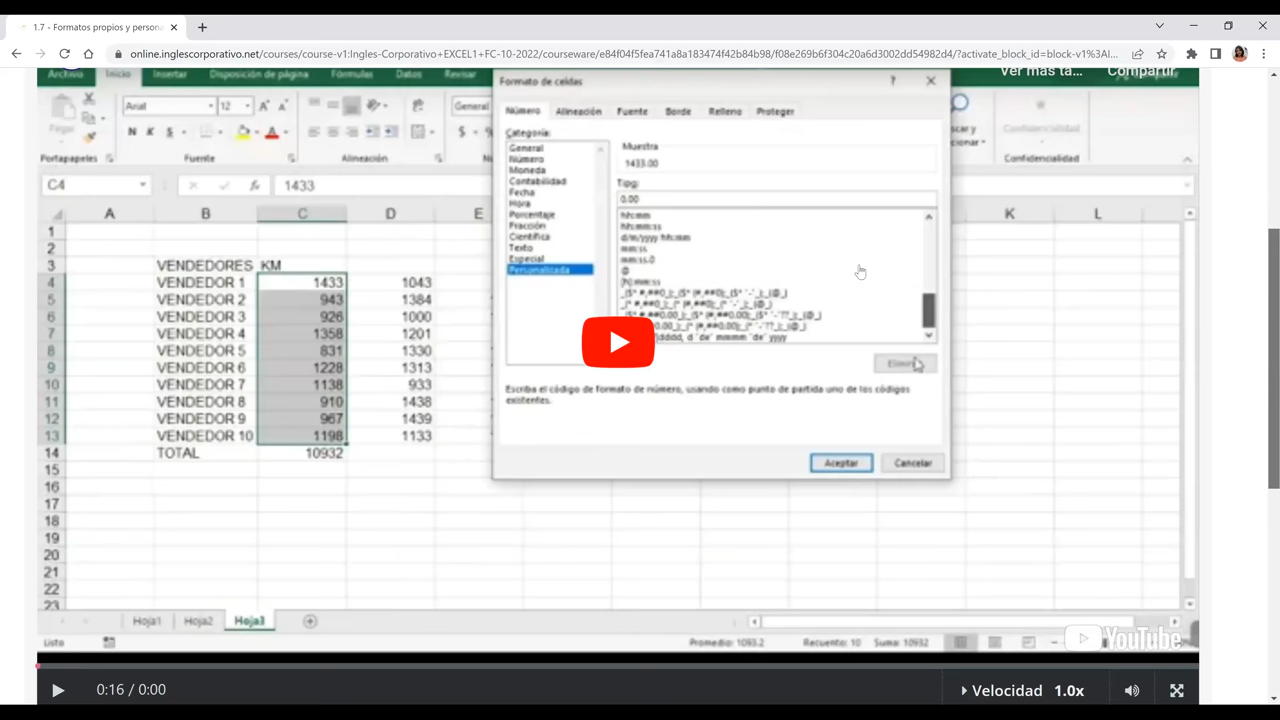 1.7 - Formatos propios y persona
online.inglescorporativo.net/courses/course-v1:Ingles-Corporativo+EXCEL1+FC-10-2022/courseware/e84f04f5fea741a8a183474f42b84b98/f08e269b6f304c20a6d3002dd54982d4/?activate_block_id=block-v1%3AI...
Archivo Inicio Insertar Disposición de página Fórmulas Datos Revisar
Ver más ta... Compartir
Formato de celdas
Arial 12 General
N K S
Pegar
Portapapeles Fuente Alineación
Confidencialidad
Confidencialidad
C4 fx 1433
Número Alineación Fuente Borde Relleno Proteger
Categoría:
General
Número
Moneda
Contabilidad
Fecha
Hora
Porcentaje
Fracción
Científica
Texto
Especial
Personalizada
Muestra
1433.00
Tipo:
0.00
hh:mm
hh:mm:ss
d/m/yyyy hh:mm
mm:ss
mm:ss.0
@
[h]:mm:ss
Escriba el código de formato de número, usando como punto de partida uno de los códigos
existentes.
Aceptar Cancelar
A B C D E K L
1
2
3 VENDEDORES KM
4 VENDEDOR 1 1433 1043
5 VENDEDOR 2 943 1384
6 VENDEDOR 3 926 1000
7 VENDEDOR 4 1358 1201
8 VENDEDOR 5 831 1330
9 VENDEDOR 6 1228 1313
10 VENDEDOR 7 1138 933
11 VENDEDOR 8 910 1438
12 VENDEDOR 9 967 1439
13 VENDEDOR 10 1198 1133
14 TOTAL 10932
15
16
17
18
19
20
21
22
23
Hoja1 Hoja2 Hoja3
Listo Promedio: 1093.2 Recuento: 10 Suma: 10932
YouTube
0:16 / 0:00 Velocidad 1.0x